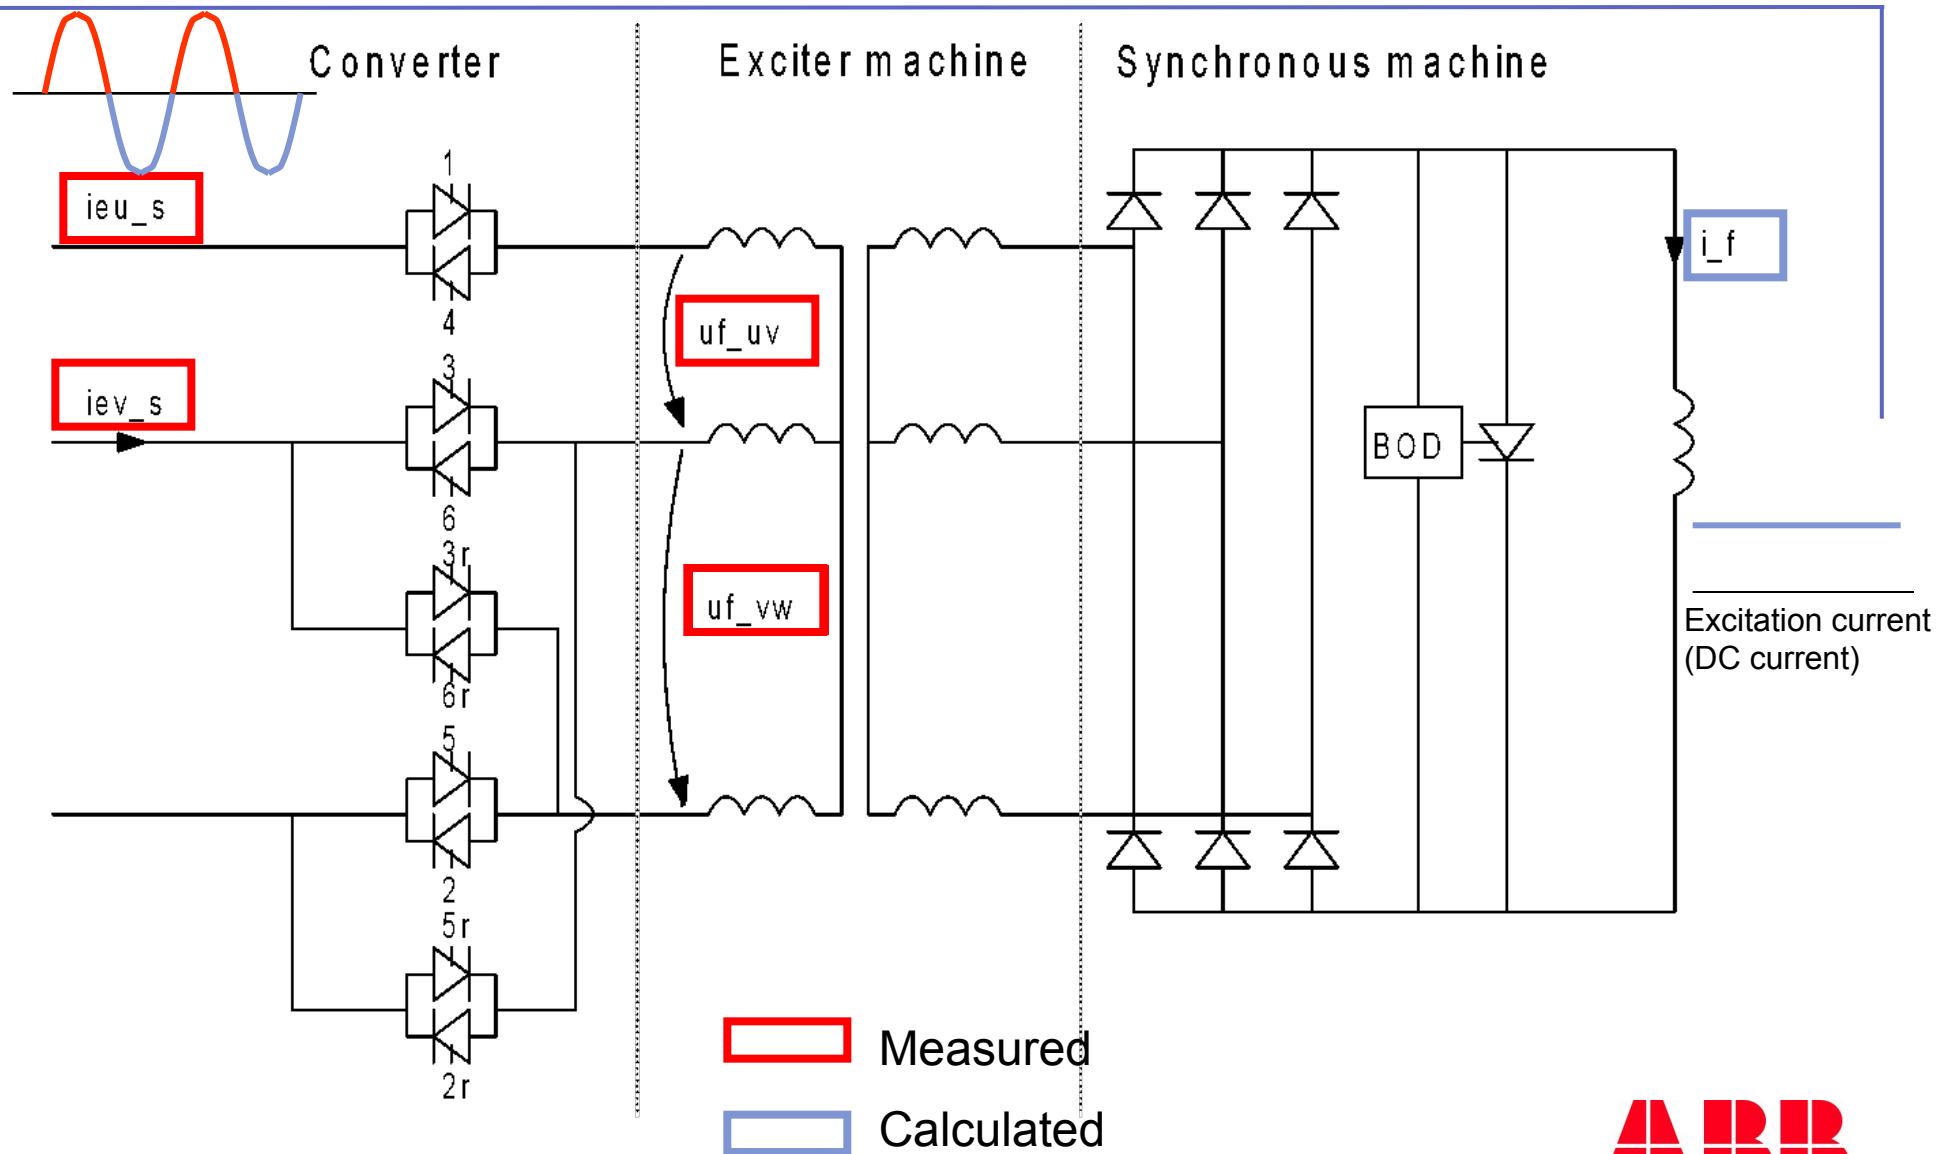 Converter
Exciter machine
Synchronous machine
1
ieu_s
4
3
iev_s
6
3r
6r
5
2
5r
2r
uf_uv
uf_vw
BOD
i_f
Excitation current
(DC current)
Measured
Calculated
ABB